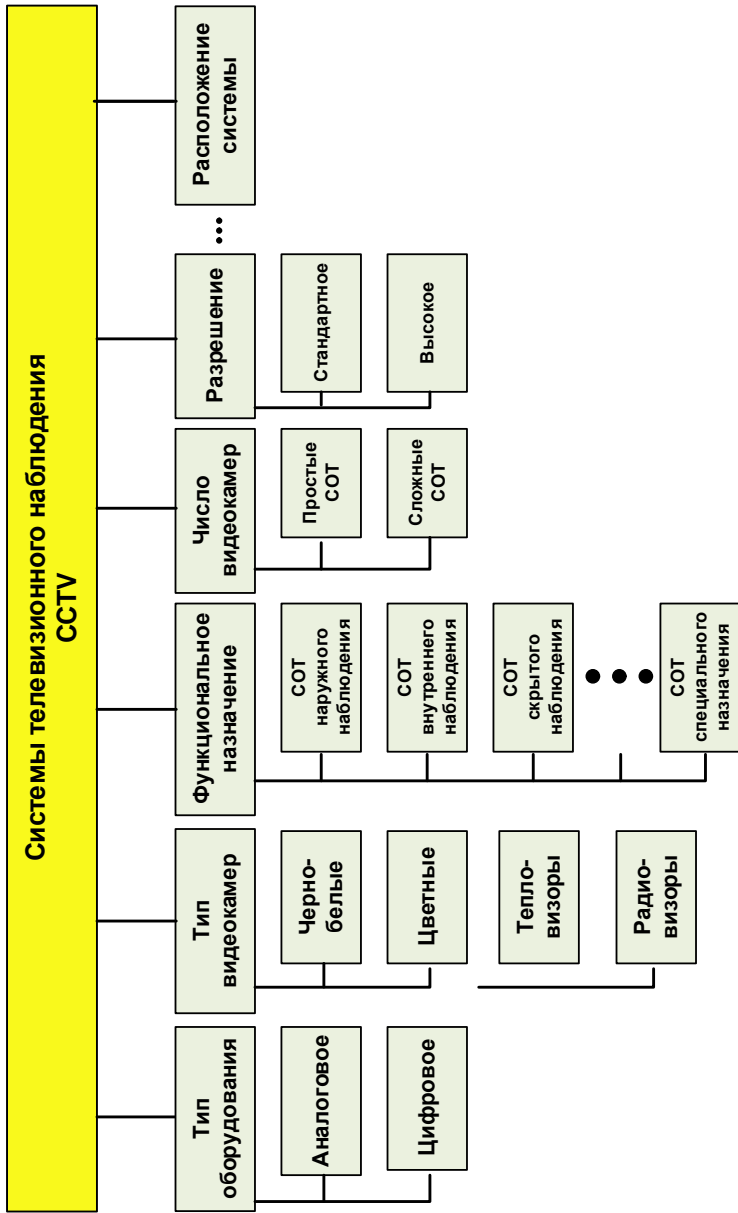 Системы телевизионного наблюдения
CCTV
Тип
оборудования
Аналоговое
Цифровое
Тип
видеокамер
Черно-
белые
Цветные
Тепло-
визоры
Радио-
визоры
Функциональное
назначение
СОТ
наружного
наблюдения
СОТ
внутреннего
наблюдения
СОТ
скрытого
наблюдения
СОТ
специального
назначения
Число
видеокамер
Простые
СОТ
Сложные
СОТ
Разрешение
Стандартное
Высокое
...
Расположение
системы